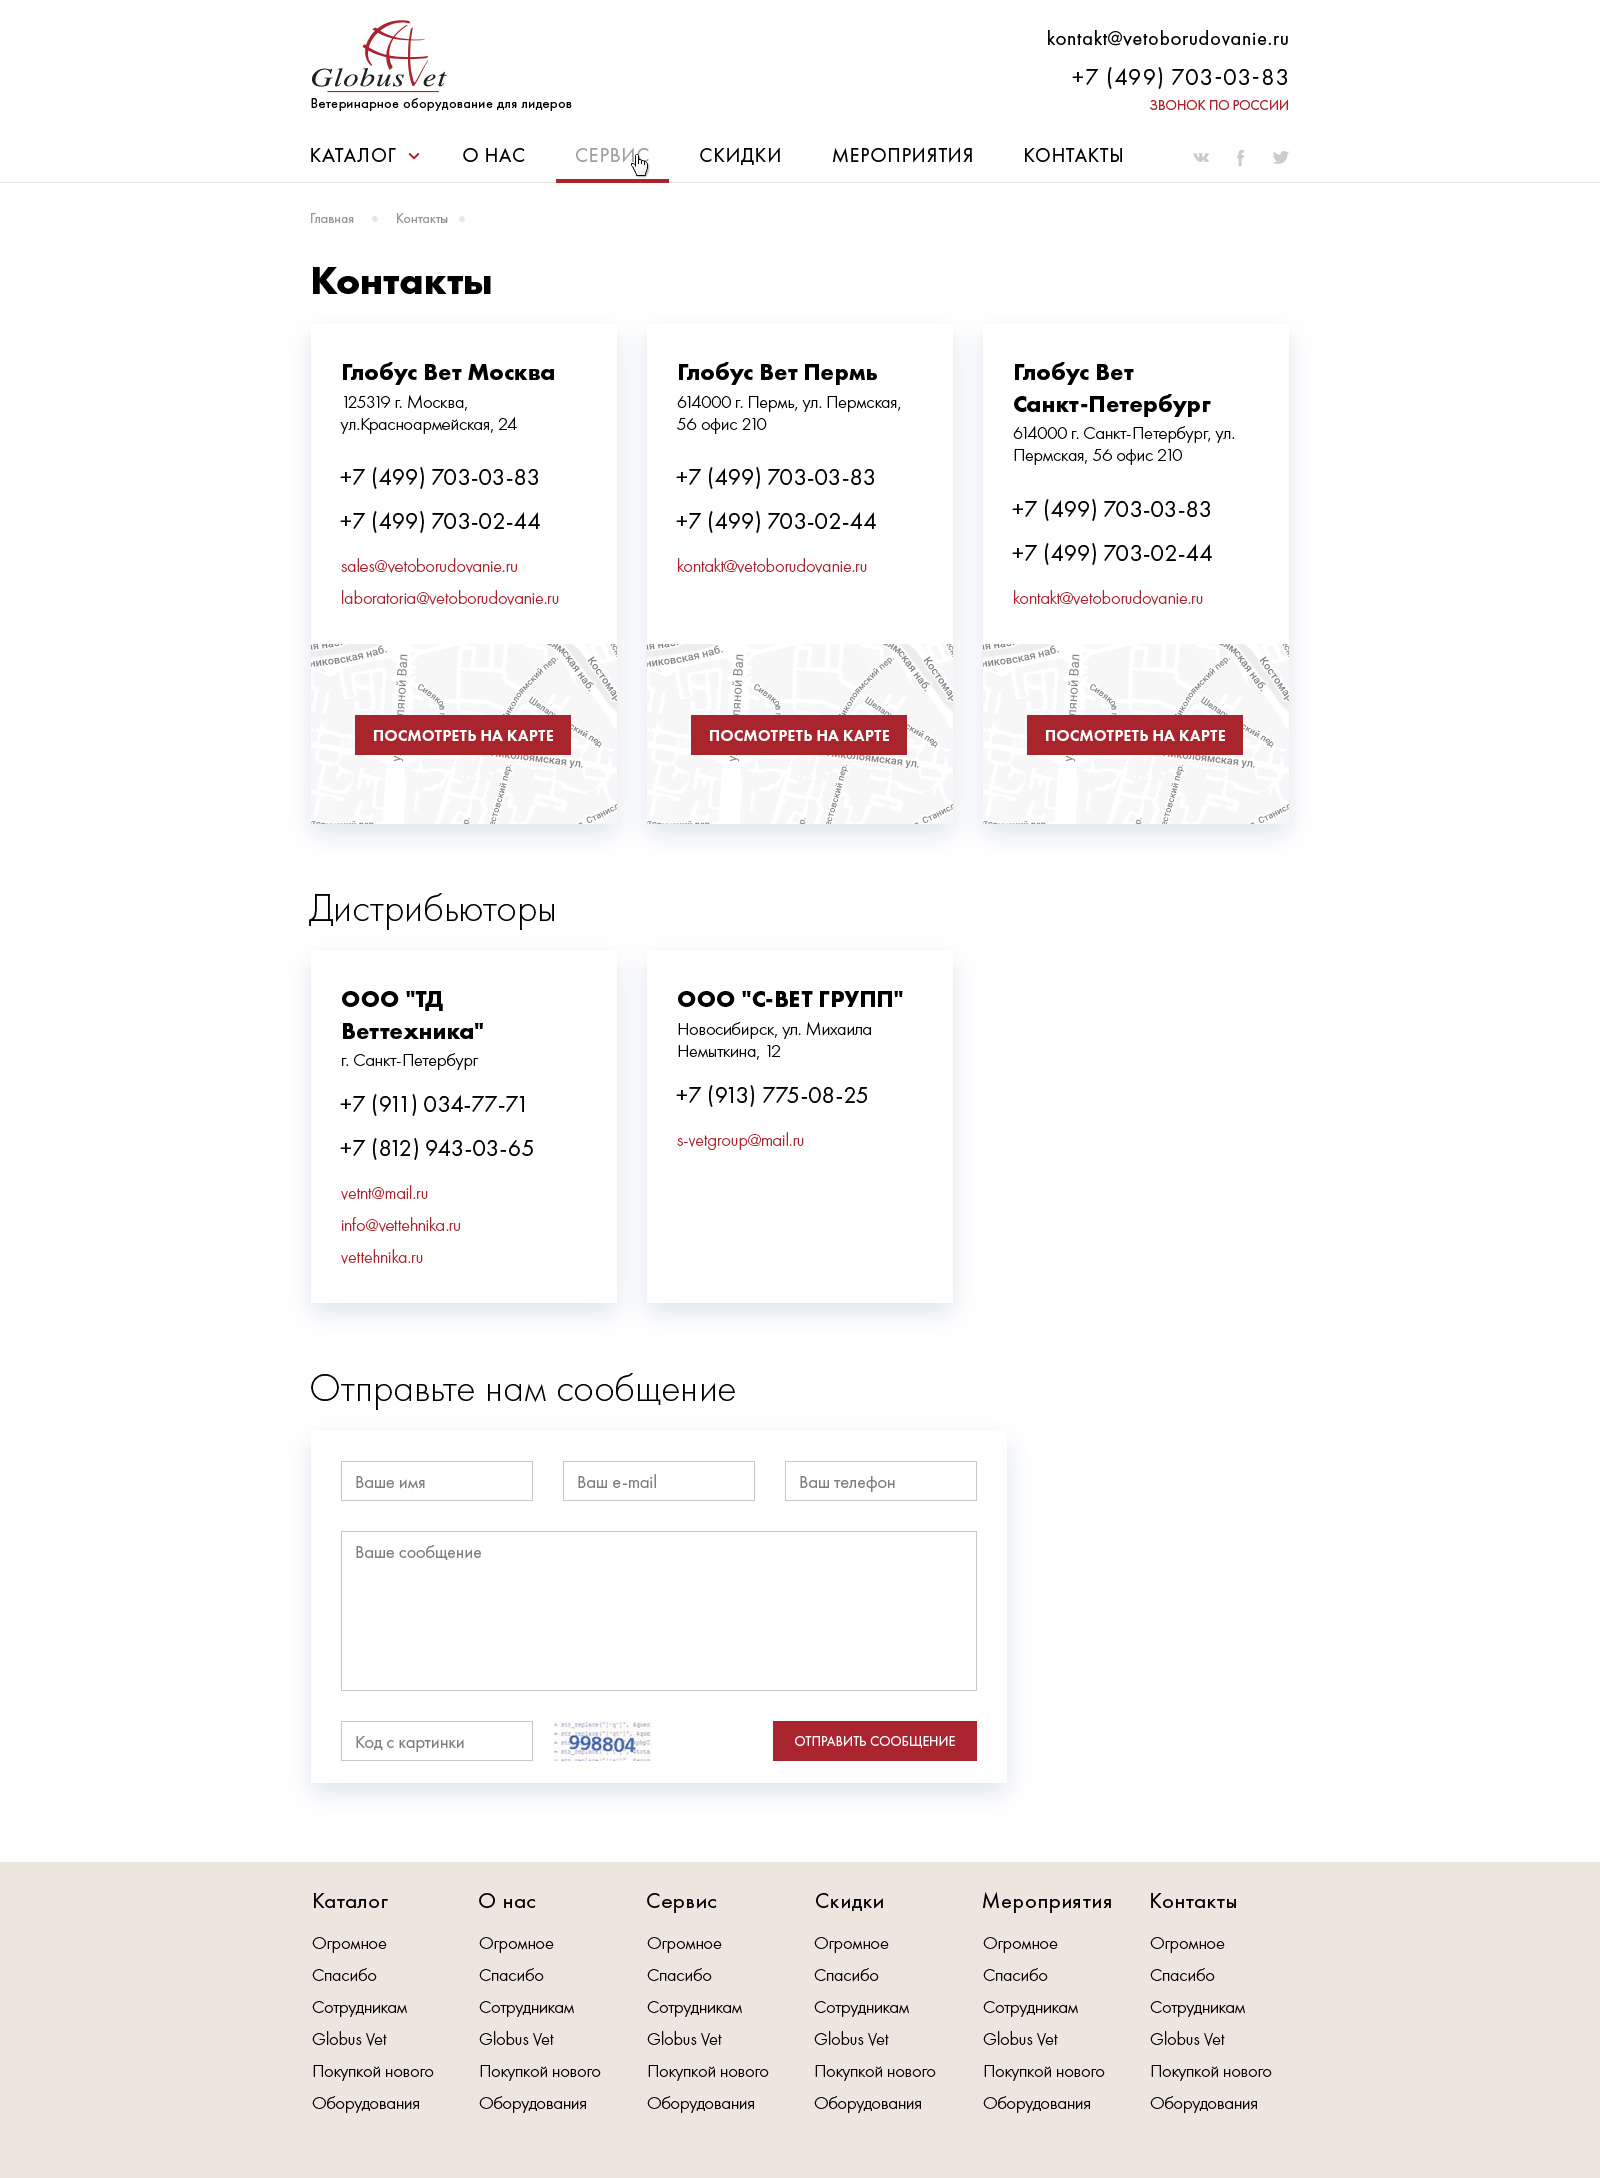 Globus Vet
Ветеринарное оборудование для лидеров
kontakt@vetoborudovanie.ru
+7 (499) 703-03-83
ЗВОНОК ПО РОССИИ
КАТАЛОГ О НАС СЕРВИС СКИДКИ МЕРОПРИЯТИЯ КОНТАКТЫ
Главная Контакты
Контакты
Глобус Вет Москва
125319 г. Москва,
ул.Красноармейская, 24
+7 (499) 703-03-83
+7 (499) 703-02-44
sales@vetoborudovanie.ru
laboratoria@vetoborudovanie.ru
ПОСМОТРЕТЬ НА КАРТЕ
Глобус Вет Пермь
614000 г. Пермь, ул. Пермская,
56 офис 210
+7 (499) 703-03-83
+7 (499) 703-02-44
kontakt@vetoborudovanie.ru
ПОСМОТРЕТЬ НА КАРТЕ
Глобус Вет
Санкт-Петербург
614000 г. Санкт-Петербург, ул.
Пермская, 56 офис 210
+7 (499) 703-03-83
+7 (499) 703-02-44
kontakt@vetoborudovanie.ru
ПОСМОТРЕТЬ НА КАРТЕ
Дистрибьюторы
ООО "ТД
Веттехника"
г. Санкт-Петербург
+7 (911) 034-77-71
+7 (812) 943-03-65
vetnt@mail.ru
info@vettehnika.ru
vettehnika.ru
ООО "С-ВЕТ ГРУПП"
Новосибирск, ул. Михаила
Немыткина, 12
+7 (913) 775-08-25
s-vetgroup@mail.ru
Отправьте нам сообщение
Ваше имя
Ваш e-mail
Ваш телефон
Ваше сообщение
Код с картинки
998804
ОТПРАВИТЬ СООБЩЕНИЕ
Каталог
Огромное
Спасибо
Сотрудникам
Globus Vet
Покупкой нового
Оборудования
О нас
Огромное
Спасибо
Сотрудникам
Globus Vet
Покупкой нового
Оборудования
Сервис
Огромное
Спасибо
Сотрудникам
Globus Vet
Покупкой нового
Оборудования
Скидки
Огромное
Спасибо
Сотрудникам
Globus Vet
Покупкой нового
Оборудования
Мероприятия
Огромное
Спасибо
Сотрудникам
Globus Vet
Покупкой нового
Оборудования
Контакты
Огромное
Спасибо
Сотрудникам
Globus Vet
Покупкой нового
Оборудования